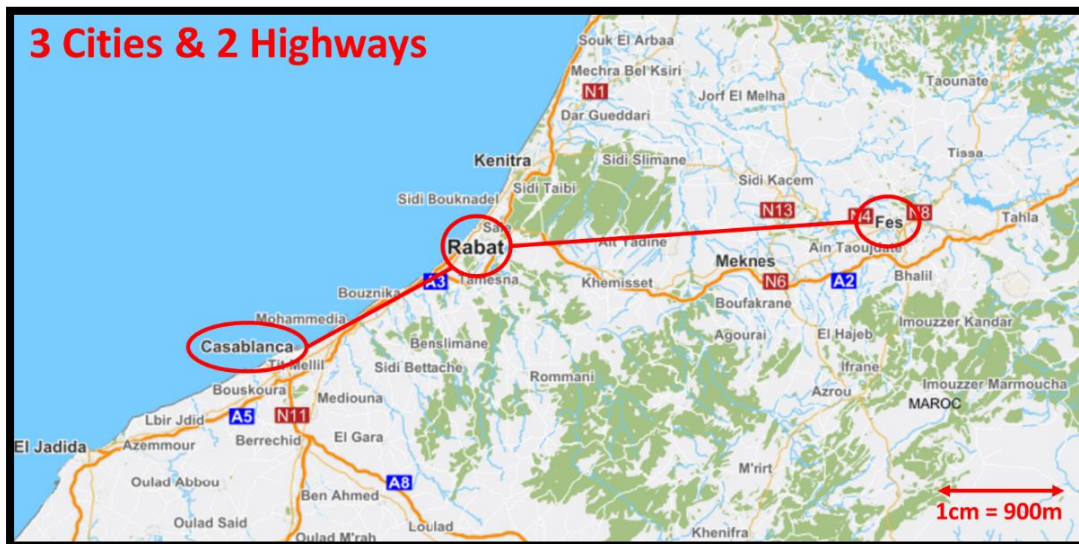 3 Cities & 2 Highways
Souk El Arbaa
Mechra Bel Ksiri
Taounate
N1
Jorf El Melha
Dar Gueddari
Kenitra
Sidi Slimane
Tissa
Sidi Kacem
Sidi Taibi
Sidi Bouknadel
N13
N4
Fes
N8
Tahla
Sale
Rabat
Ait Yadine
Ain Taoujdate
Meknes
Bhalil
A3
Tamesna
Khemisset
N6
A2
Bouznika
Boufakrane
Mohammedia
Imouzzer Kandar
Casablanca
Benslimane
Agourai
El Hajeb
Tit Mellil
Sidi Bettache
Rommani
Ifrane
Bouskoura
Mediouna
Azrou
Imouzzer Marmoucha
MAROC
Lbir Jdid
A5
N11
El Jadida
Azemmour
Berrechid
El Gara
M'rirt
Oulad Abbou
A8
Ben Ahmed
1cm = 900m
Oulad Said
Loulad
Khenifra
Oulad M'rah